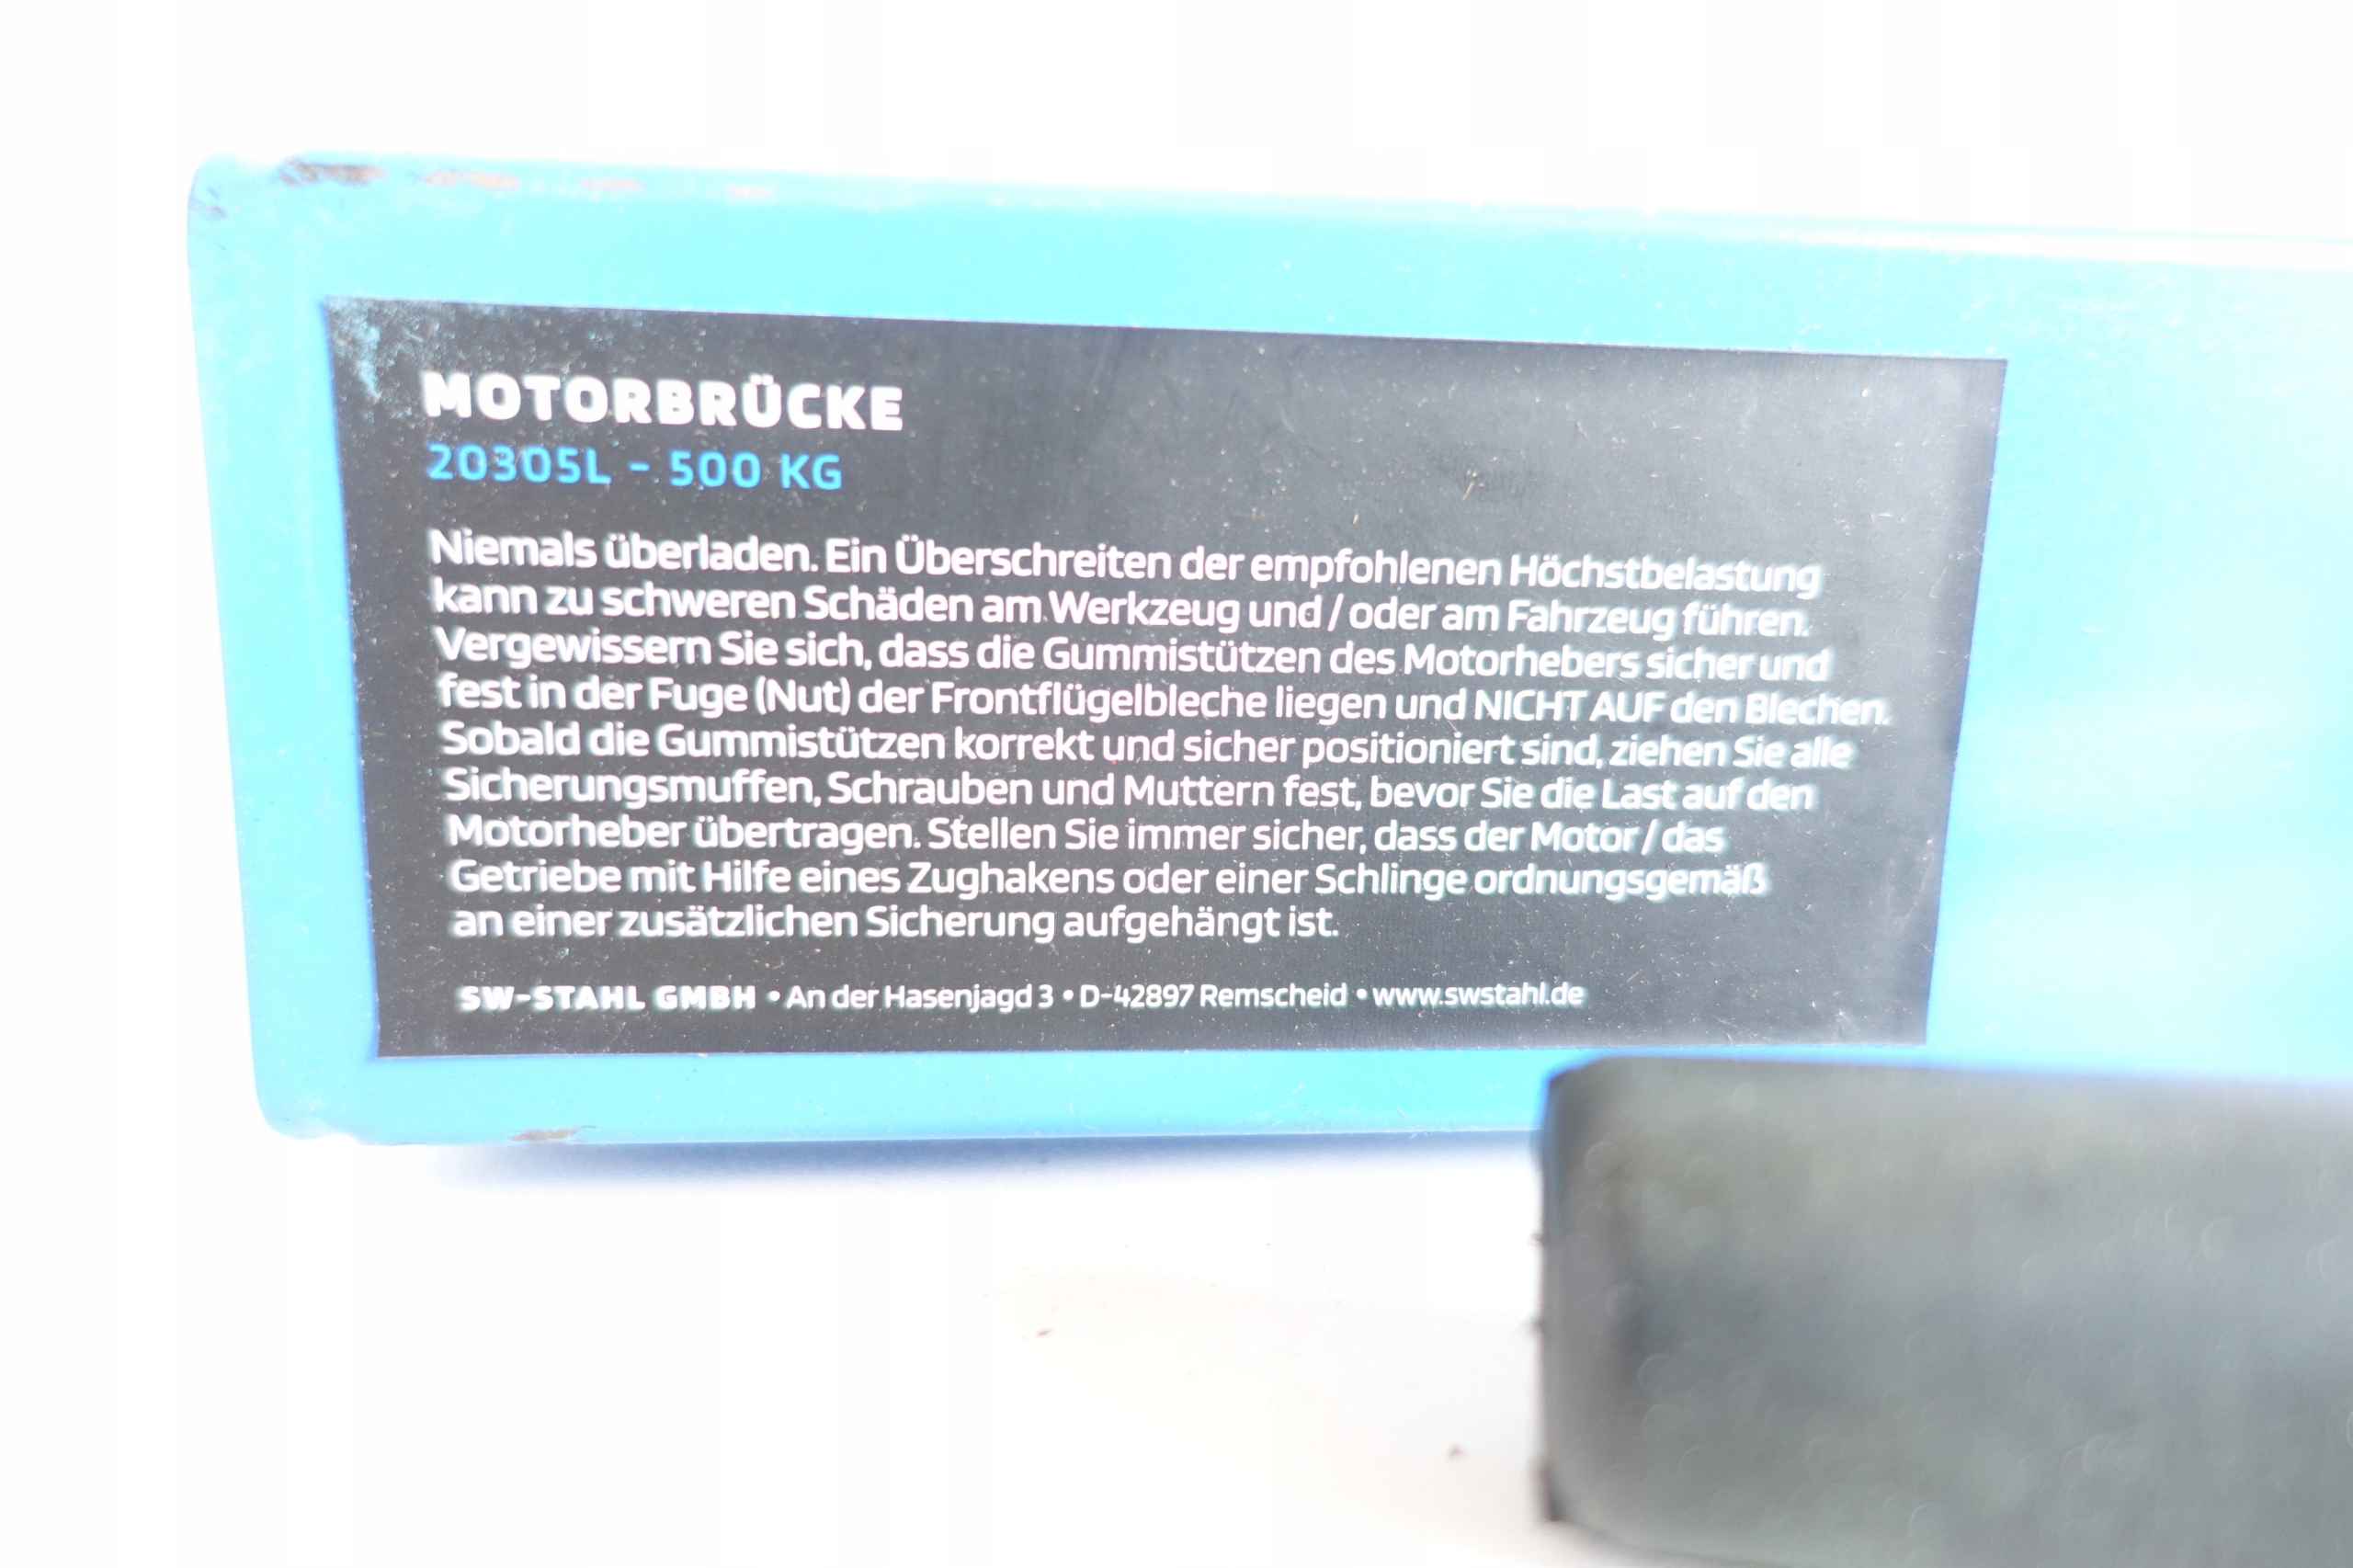 MOTORBRÜCKE
20305L - 500 KG
Niemals überladen. Ein Überschreiten der empfohlenen Höchstbelastung
kann zu schweren Schäden am Werkzeug und / oder am Fahrzeug führen.
Vergewissern Sie sich, dass die Gummistützen des Motorhebers sicher und
fest in der Fuge (Nut) der Frontflügelbleche liegen und NICHT AUF den Blechen.
Sobald die Gummistützen korrekt und sicher positioniert sind, ziehen Sie alle
Sicherungsmuffen, Schrauben und Muttern fest, bevor Sie die Last auf den
Motorheber übertragen. Stellen Sie immer sicher, dass der Motor / das
Getriebe mit Hilfe eines Zughakens oder einer Schlinge ordnungsgemäß
an einer zusätzlichen Sicherung aufgehängt ist.
SW-STAHL GMBH • An der Hasenjagd 3 • D-42897 Remscheid • www.swstahl.de